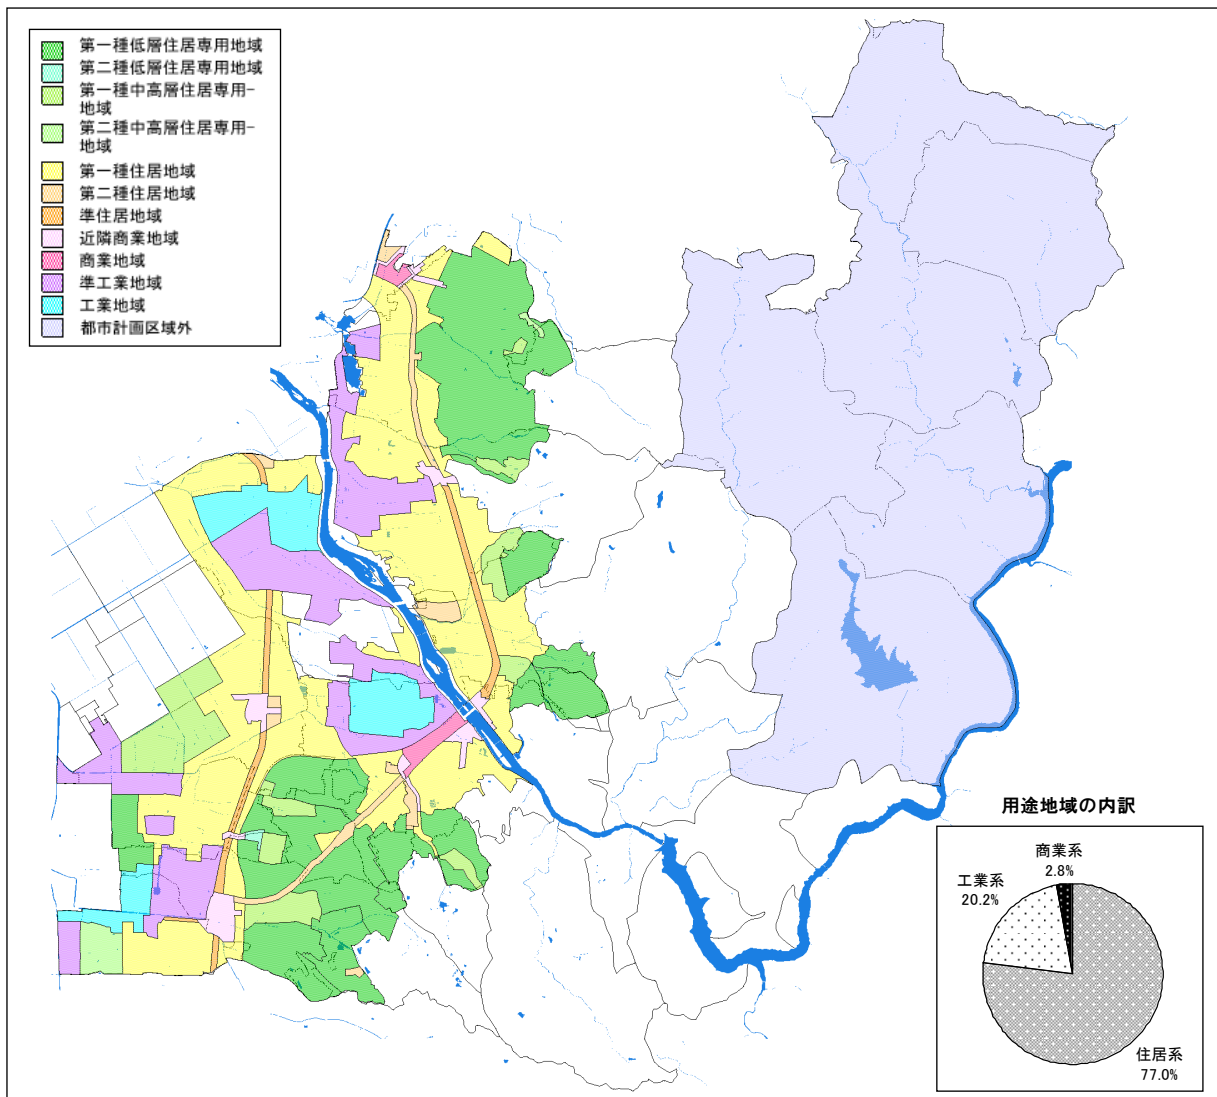 第一種低層住居専用地域
第二種低層住居専用地域
第一種中高層住居専用-
地域
第二種中高層住居専用-
地域
第一種住居地域
第二種住居地域
準住居地域
近隣商業地域
商業地域
準工業地域
工業地域
都市計画区域外
用途地域の内訳
商業系
2.8%
工業系
20.2%
住居系
77.0%